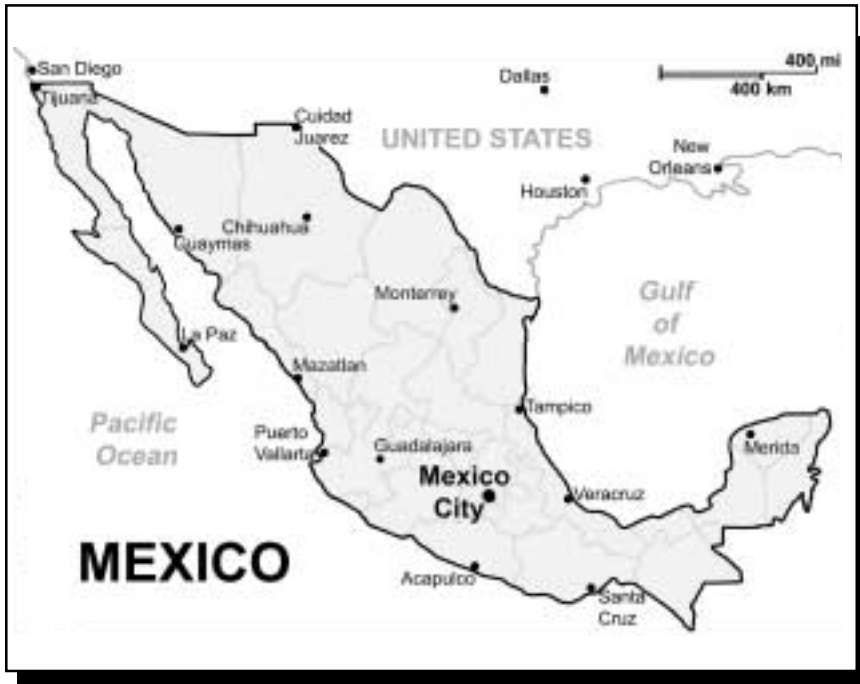 San Diego
Tijuana
Dallas
400 mi
400 km
Cuidad
Juarez
UNITED STATES
New
Orleans
Houston
Chihuahua
Guaymas
Monterrey
Gulf
of
Mexico
La Paz
Mazatlan
Tampico
Pacific
Ocean
Puerto
Vallarta
Guadalajara
Merida
Mexico
City
Veracruz
MEXICO
Acapulco
Santa
Cruz